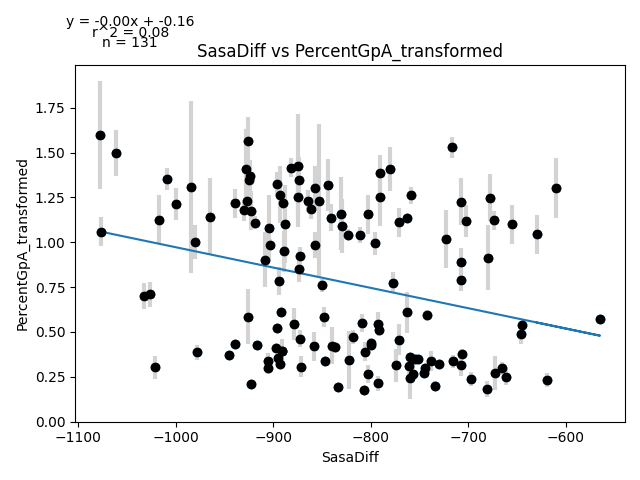 y = -0.00x + -0.16
r^2 = 0.08
n = 131
SasaDiff vs PercentGpA_transformed
PercentGpA_transformed
1.75
1.50
1.25
1.00
0.75
0.50
0.25
0.00
−1100 −1000 −900 −800 −700 −600
SasaDiff